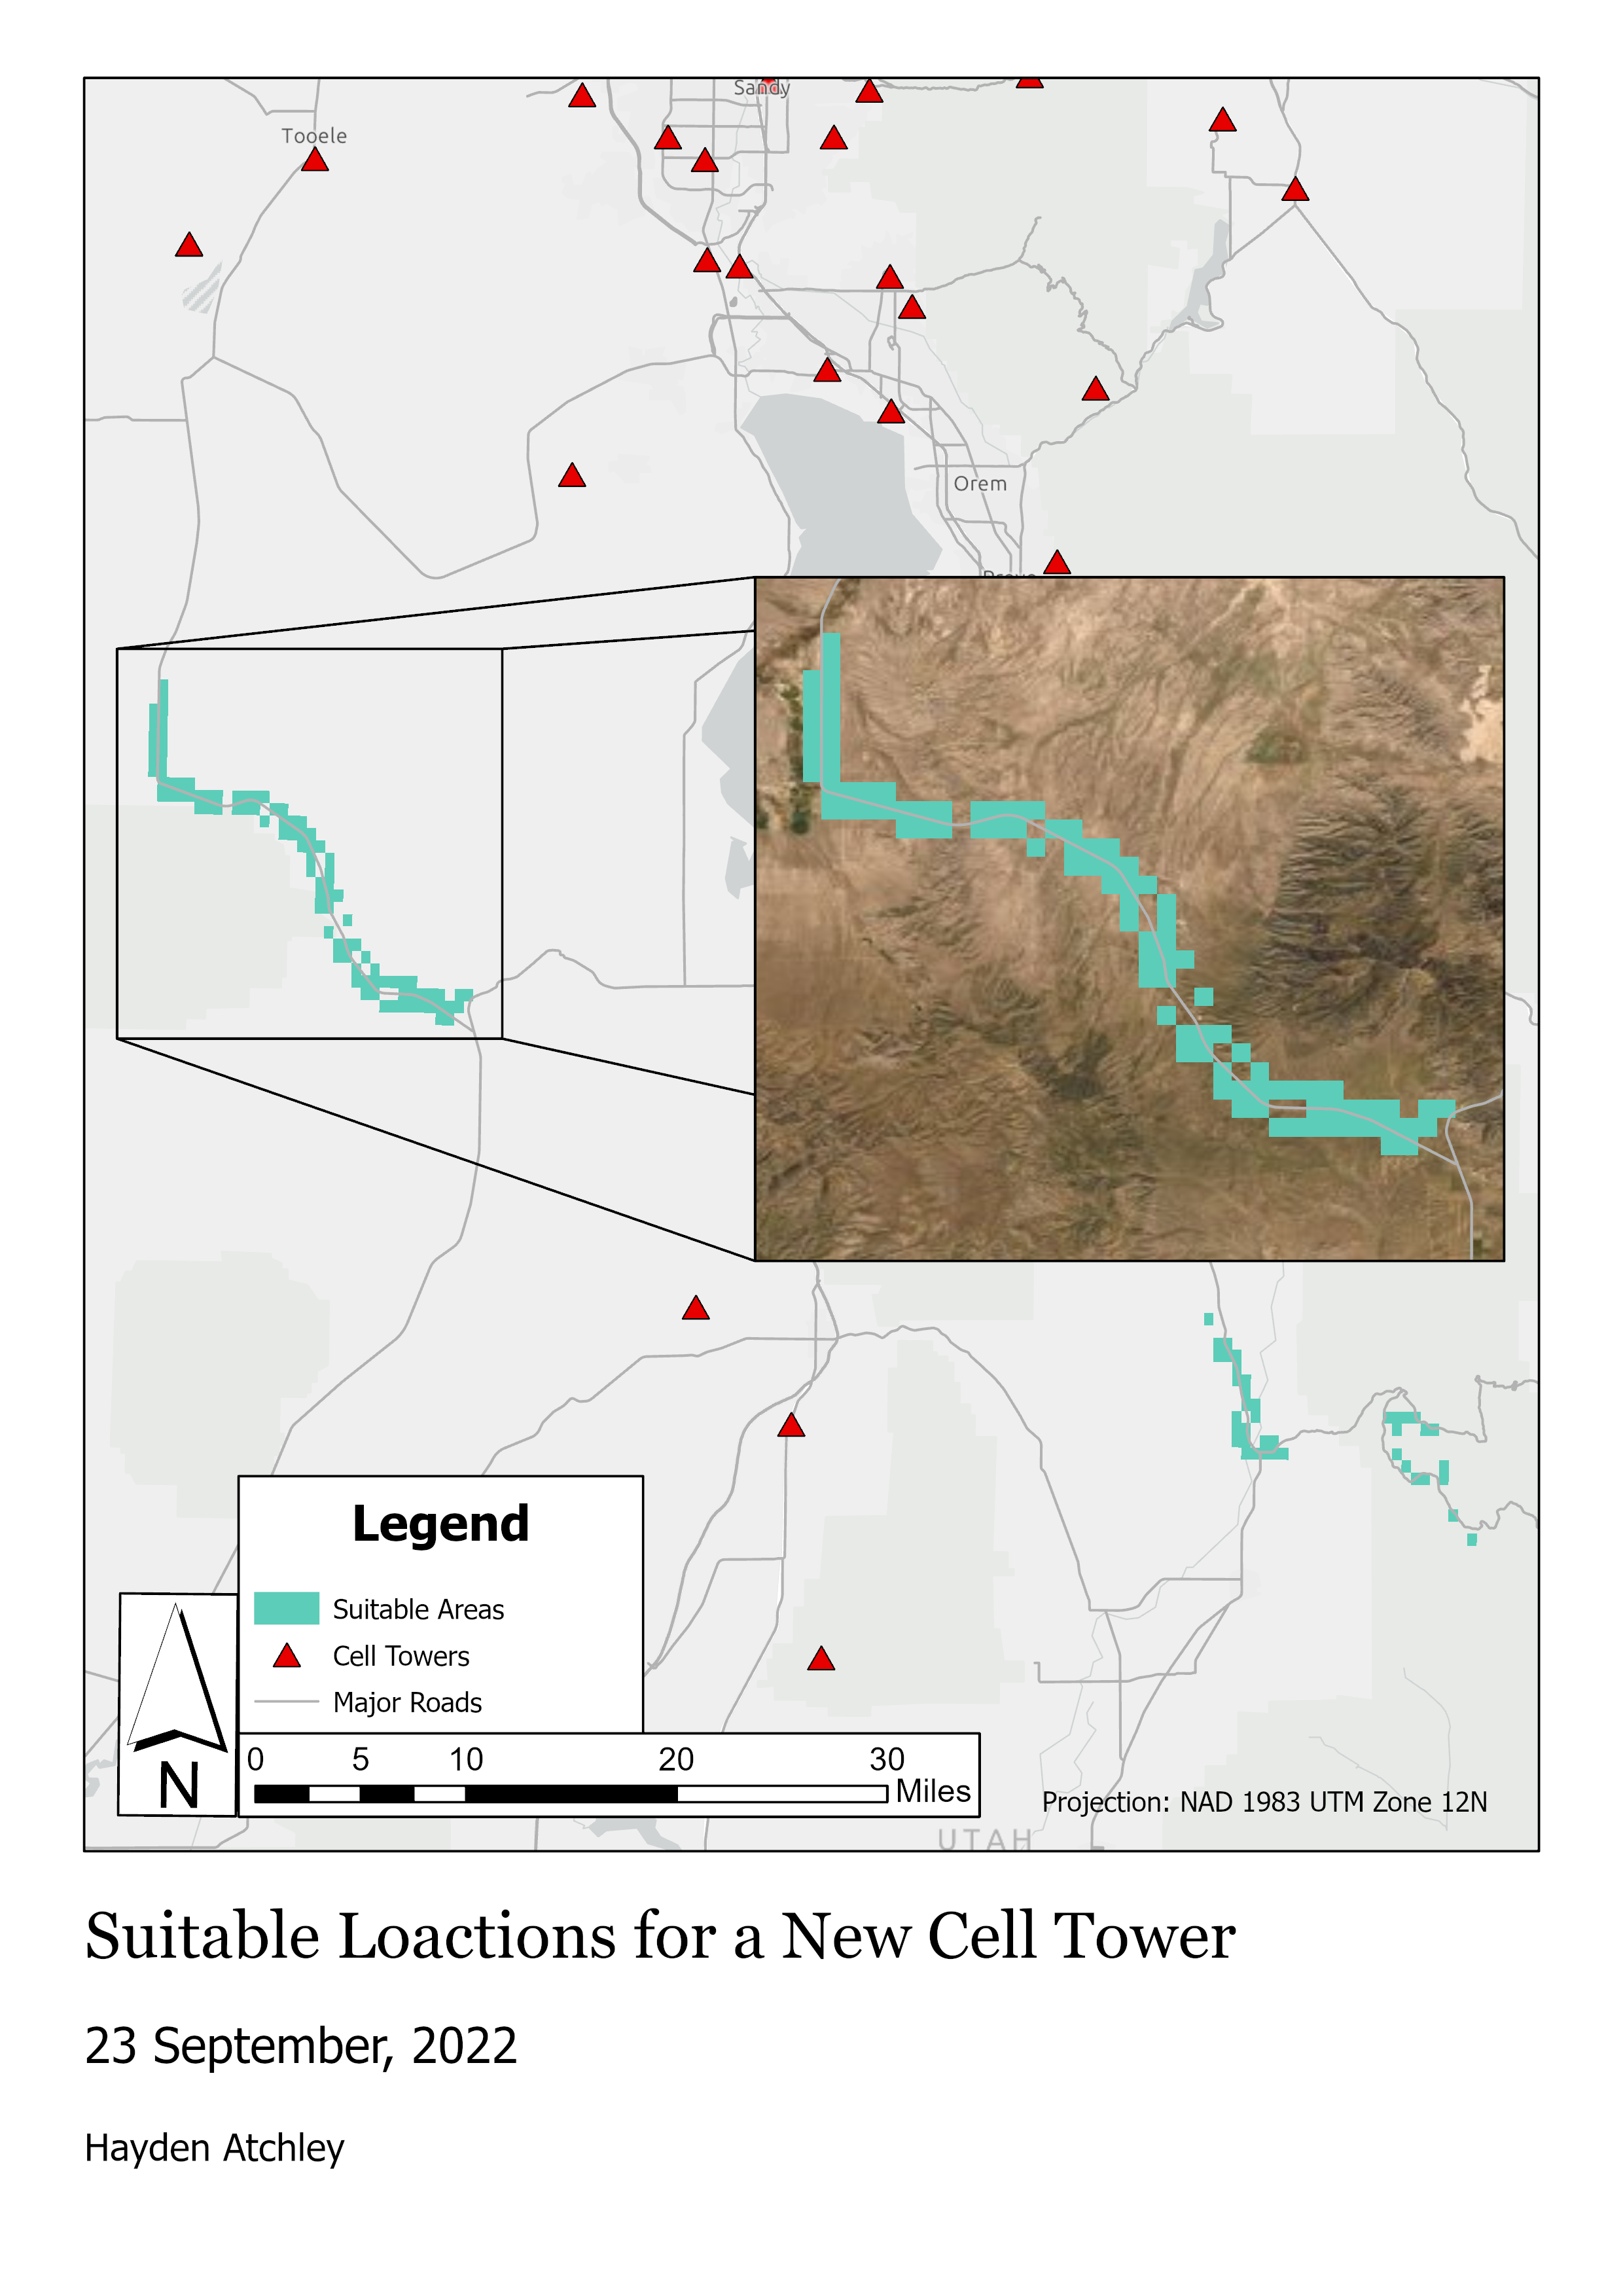 Sandy
Tooele
Orem
Legend
Suitable Areas
Cell Towers
Major Roads
N
0 5 10 20 30
Miles
Projection: NAD 1983 UTM Zone 12N
UTAH
Suitable Loactions for a New Cell Tower
23 September, 2022
Hayden Atchley